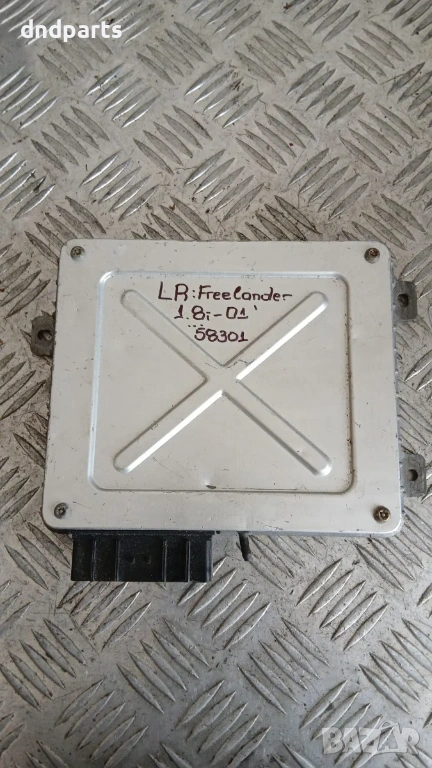 dndparts
LR:Freelander
1.8i-01'
58301
BAZAR